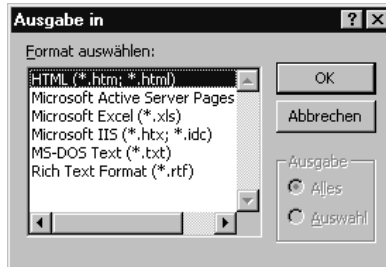 Ausgabe in
Format auswählen:
HTML (*.htm; *.html)
Microsoft Active Server Pages
Microsoft Excel (*.xls)
Microsoft IIS (*.htx; *.idc)
MS-DOS Text (*.txt)
Rich Text Format (*.rtf)
OK
Abbrechen
Ausgabe
Alles
Auswahl